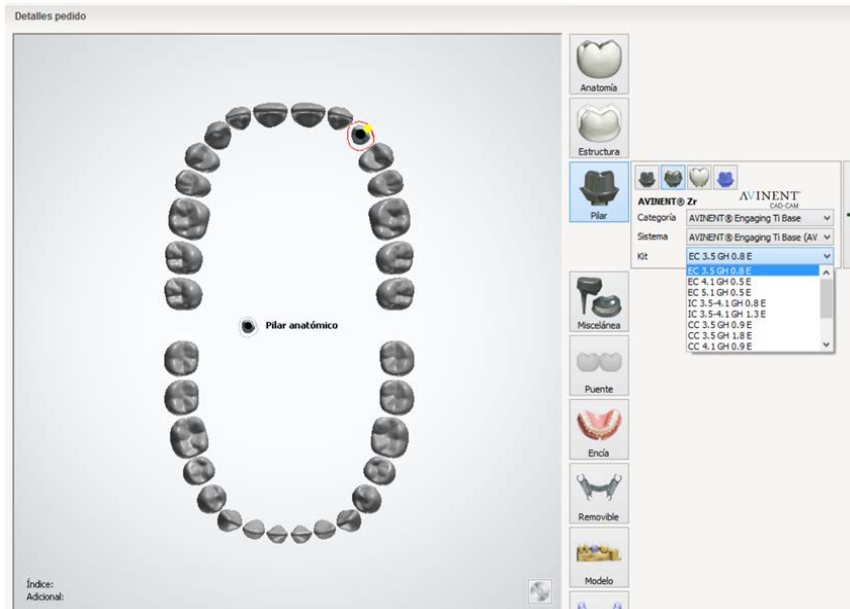 Detalles pedido
Anatomía
Estructura
Pilar
AVINENT® Zr
AVINENT®
CAD-CAM
Categoría AVINENT® Engaging Ti Base
Sistema AVINENT® Engaging Ti Base (AV
Kit EC 3.5 GH 0.8 E
EC 3.5 GH 0.8 E
EC 4.1 GH 0.5 E
EC 5.1 GH 0.5 E
IC 3.5-4.1 GH 0.8 E
IC 3.5-4.1 GH 1.3 E
CC 3.5 GH 0.9 E
CC 3.5 GH 1.8 E
CC 4.1 GH 0.9 E
Pilar anatómico
Miscelánea
Puente
Encía
Removible
Modelo
Índice:
Adicional: